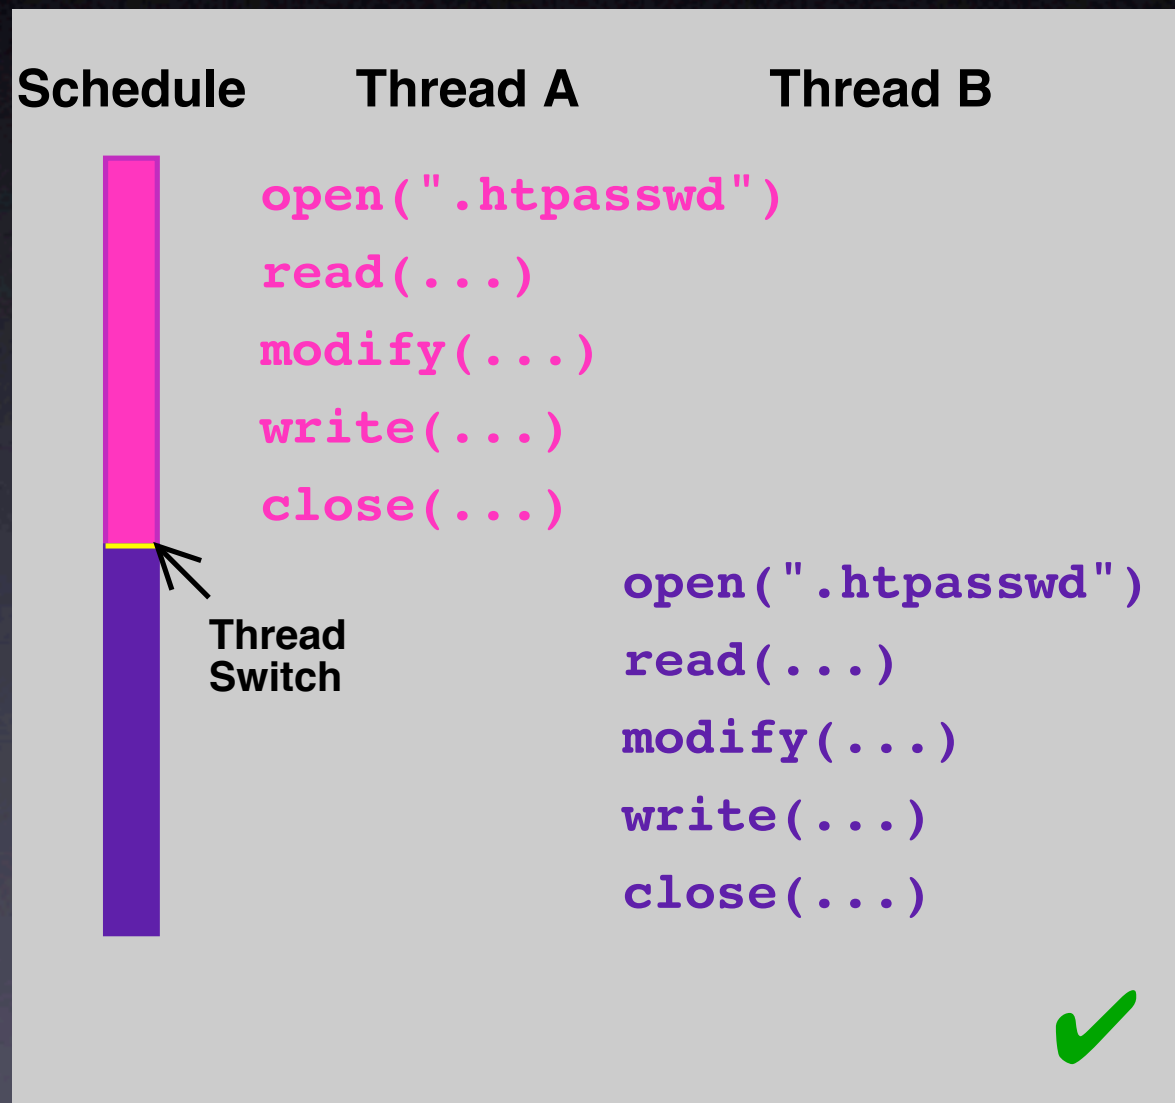 Schedule Thread A Thread B
open(".htpasswd")
read(...)
modify(...)
write(...)
close(...)
open(".htpasswd")
Thread
Switch
read(...)
modify(...)
write(...)
close(...)